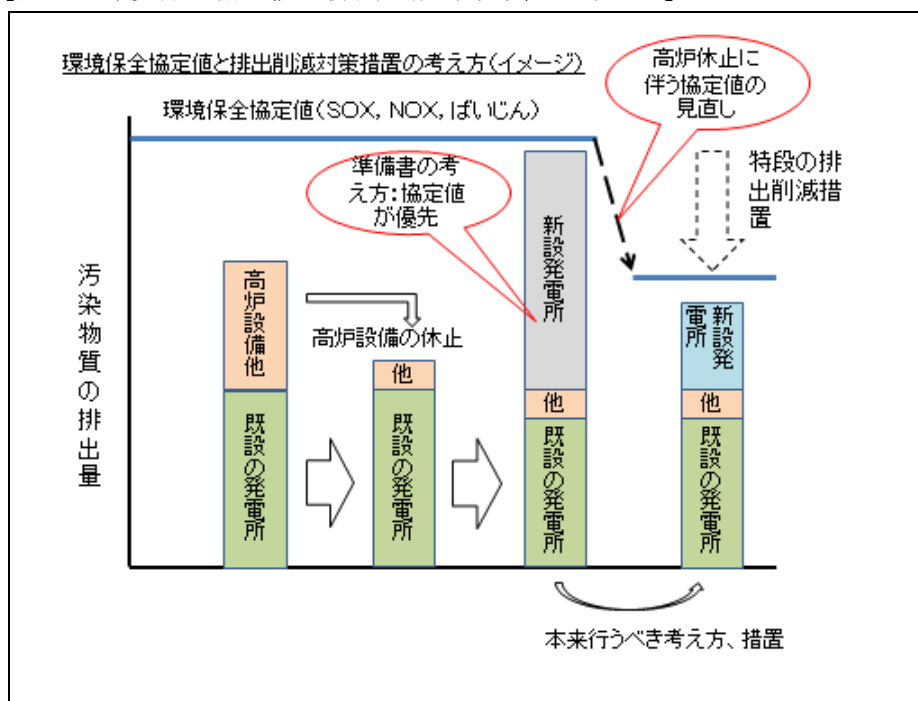 環境保全協定値と排出削減対策措置の考え方(イメージ)
環境保全協定値(SOX, NOX, ばいじん)
高炉休止に
伴う協定値の
見直し
準備書の考
え方:協定値
が優先
特段の排
出削減措
置
汚染物質の排出量
高炉設備他
既設の発電所
高炉設備の休止
他
既設の発電所
新設発電所
他
既設の発電所
新設発
電所
他
既設の発電所
本来行うべき考え方、措置